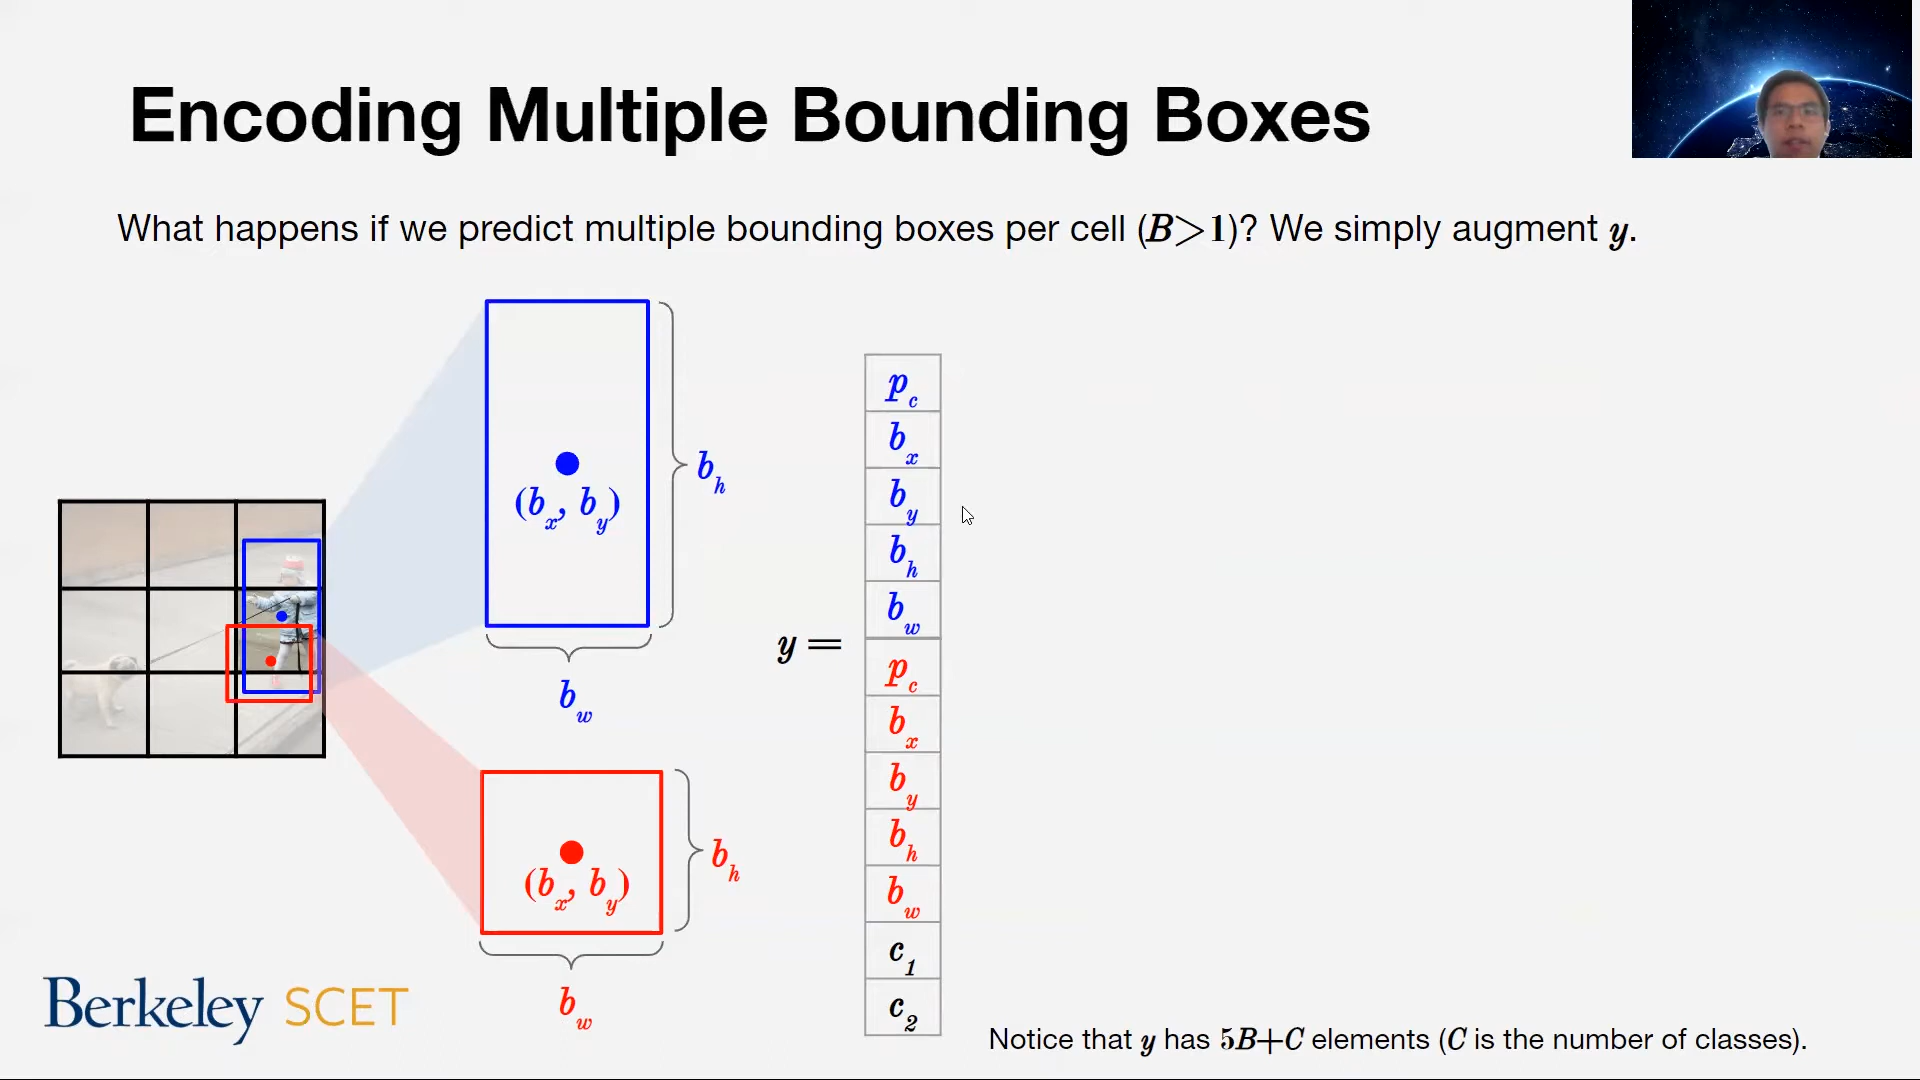 Encoding Multiple Bounding Boxes
What happens if we predict multiple bounding boxes per cell (B>1)? We simply augment y.
(b_x, b_y)
b_h
b_w
(b_x, b_y)
b_h
b_w
y =
p_c
b_x
b_y
b_h
b_w
p_c
b_x
b_y
b_h
b_w
c_1
c_2
Berkeley SCET
Notice that y has 5B+C elements (C is the number of classes).